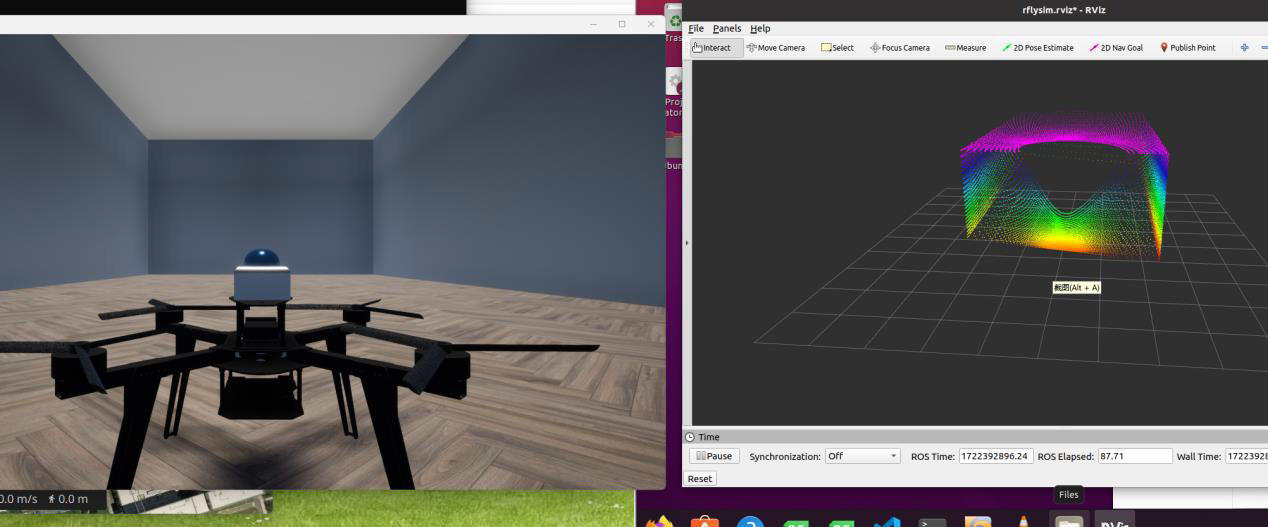 rflysim.rviz* - RViz
File Panels Help
Interact Move Camera Select Focus Camera Measure 2D Pose Estimate 2D Nav Goal Publish Point
Tras
Proj
ator
截图(Alt + A)
Time
Pause Synchronization: Off ROS Time: 1722392896.24 ROS Elapsed: 87.71 Wall Time: 17223928
Reset
0.0 m/s 0.0 m
Files
RViz